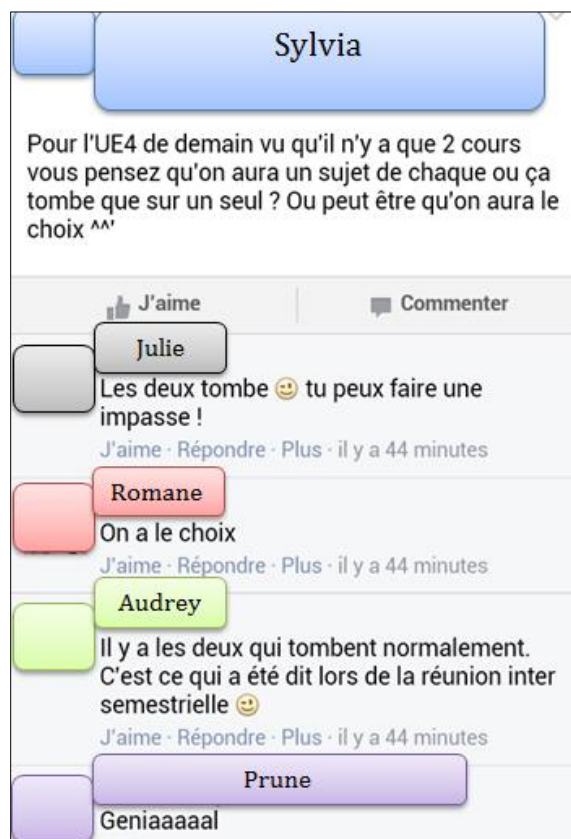 Sylvia
Pour l'UE4 de demain vu qu'il n'y a que 2 cours
vous pensez qu'on aura un sujet de chaque ou ça
tombe que sur un seul ? Ou peut être qu'on aura le
choix ^^'
J'aime Commenter
Julie
Les deux tombe 😉 tu peux faire une
impasse !
J'aime · Répondre · Plus · il y a 44 minutes
Romane
On a le choix
J'aime · Répondre · Plus · il y a 44 minutes
Audrey
Il y a les deux qui tombent normalement.
C'est ce qui a été dit lors de la réunion inter
semestrielle 😉
J'aime · Répondre · Plus · il y a 44 minutes
Prune
Geniaaaaal